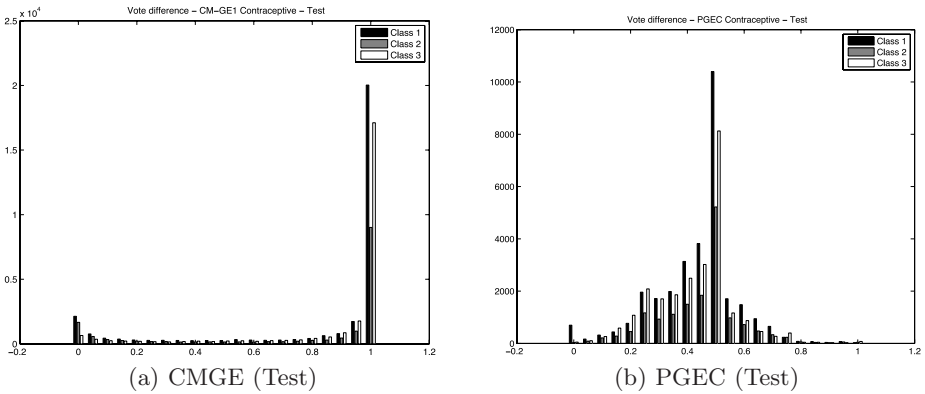 Vote difference − CM−GE1 Contraceptive − Test
x 10^4
2.5
2
1.5
1
0.5
0
−0.2 0 0.2 0.4 0.6 0.8 1 1.2
Class 1
Class 2
Class 3
(a) CMGE (Test)
Vote difference − PGEC Contraceptive − Test
12000
10000
8000
6000
4000
2000
0
−0.2 0 0.2 0.4 0.6 0.8 1 1.2
Class 1
Class 2
Class 3
(b) PGEC (Test)